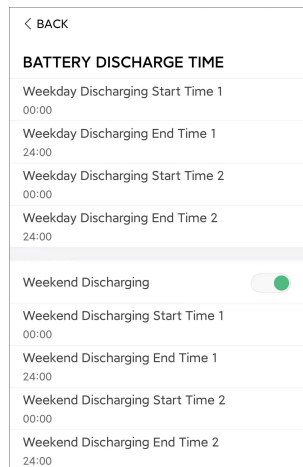 < BACK
BATTERY DISCHARGE TIME
Weekday Discharging Start Time 1
00:00
Weekday Discharging End Time 1
24:00
Weekday Discharging Start Time 2
00:00
Weekday Discharging End Time 2
24:00
Weekend Discharging
Weekend Discharging Start Time 1
00:00
Weekend Discharging End Time 1
24:00
Weekend Discharging Start Time 2
00:00
Weekend Discharging End Time 2
24:00